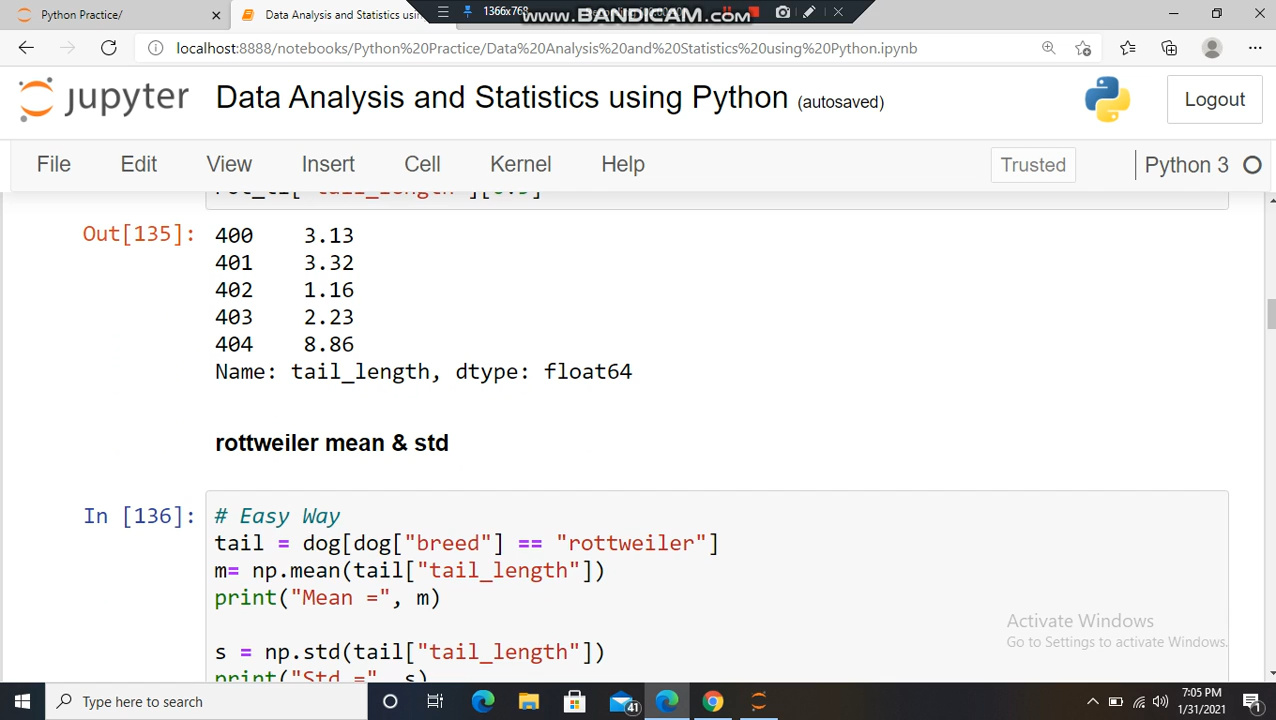 Python Practice/
Data Analysis and Statistics usin
1366x768
www.BANDICAM.com
localhost:8888/notebooks/Python%20Practice/Data%20Analysis%20and%20Statistics%20using%20Python.ipynb
jupyter
Data Analysis and Statistics using Python (autosaved)
Logout
File Edit View Insert Cell Kernel Help
Trusted
Python 3
Out[135]:
400 3.13
401 3.32
402 1.16
403 2.23
404 8.86
Name: tail_length, dtype: float64
rottweiler mean & std
In [136]:
# Easy Way
tail = dog[dog["breed"] == "rottweiler"]
m= np.mean(tail["tail_length"])
print("Mean =", m)
s = np.std(tail["tail_length"])
print("Std =", s)
Activate Windows
Go to Settings to activate Windows.
Type here to search
41
7:05 PM
1/31/2021
1